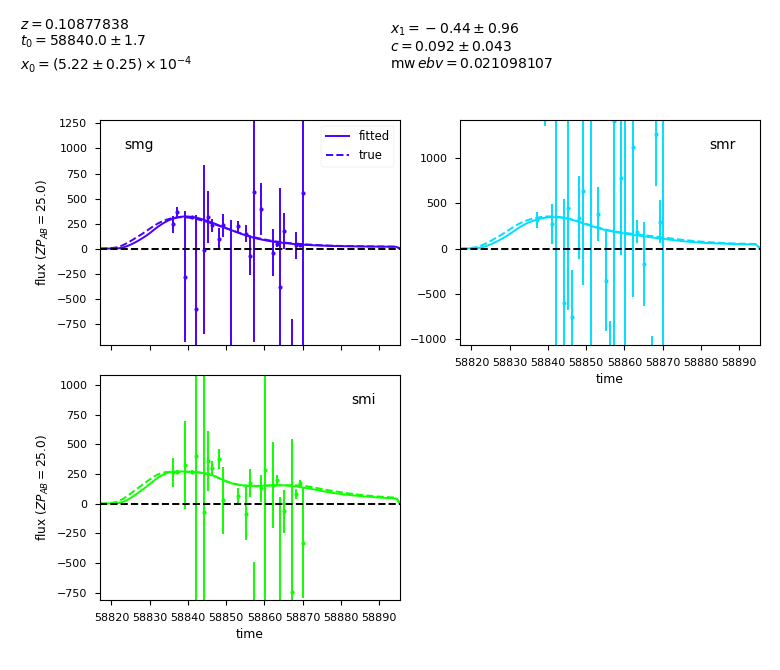 z = 0.10877838
t₀ = 58840.0 ± 1.7
x₀ = (5.22 ± 0.25) × 10⁻⁴
x₁ = −0.44 ± 0.96
c = 0.092 ± 0.043
mw ebv = 0.021098107
smg
fitted
true
1250
1000
750
500
250
0
−250
−500
−750
flux (ZP_AB = 25.0)
smr
1000
500
0
−500
−1000
58820 58830 58840 58850 58860 58870 58880 58890
time
smi
1000
750
500
250
0
−250
−500
−750
flux (ZP_AB = 25.0)
58820 58830 58840 58850 58860 58870 58880 58890
time